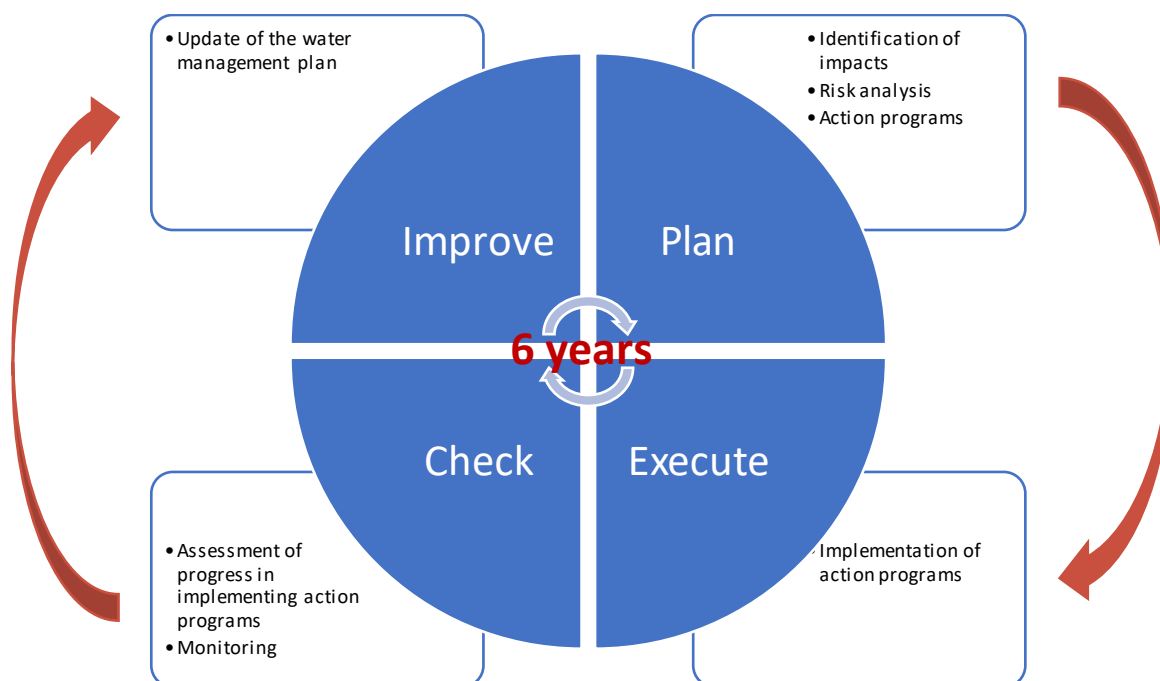 • Update of the water
management plan
• Identification of
impacts
• Risk analysis
• Action programs
Improve
Plan
6 years
Check
Execute
• Assessment of
progress in
implementing action
programs
• Monitoring
• Implementation of
action programs